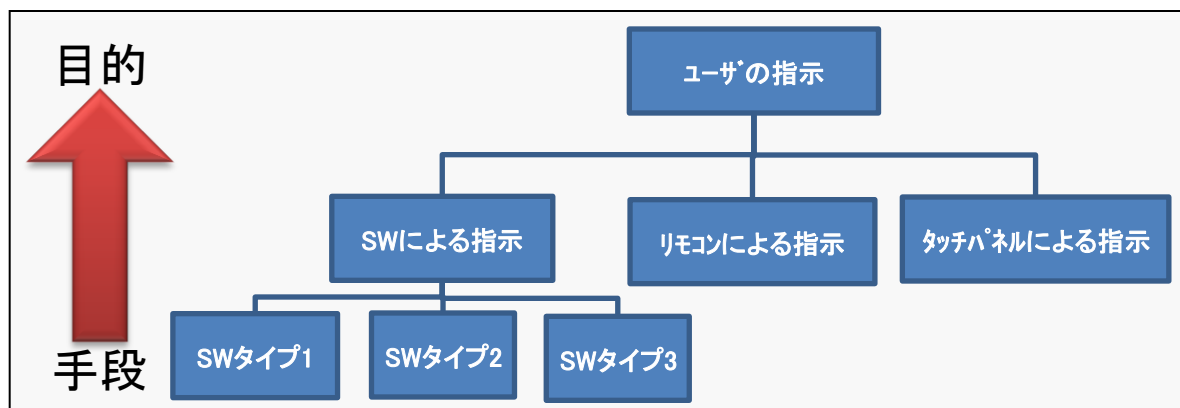 目的
ﾕｰｻﾞの指示
SWによる指示
ﾘﾓｺﾝによる指示
ﾀｯﾁﾊﾟﾈﾙによる指示
SWタイプ1
SWタイプ2
SWタイプ3
手段